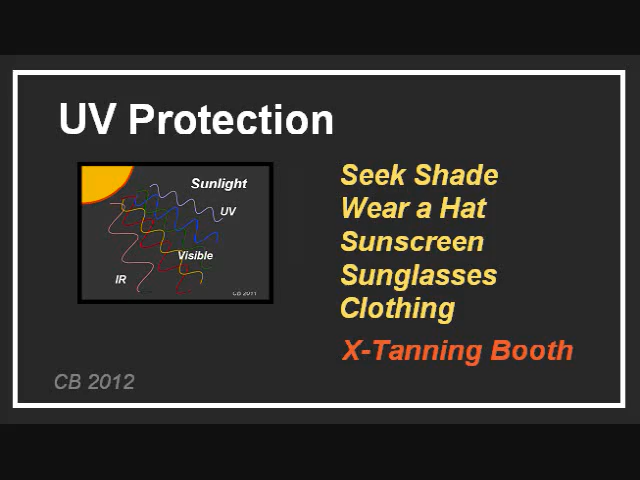 UV Protection
Sunlight
UV
Visible
IR
CB 2011
Seek Shade
Wear a Hat
Sunscreen
Sunglasses
Clothing
X-Tanning Booth
CB 2012